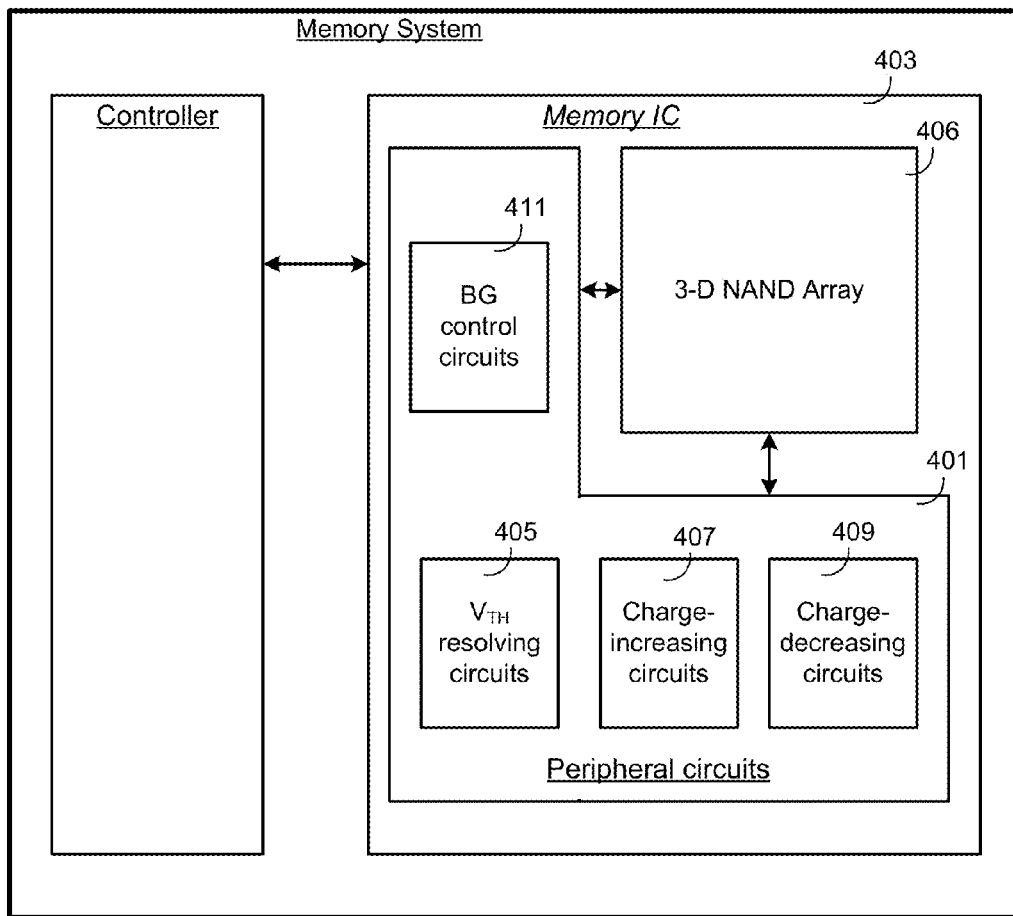 Memory System
403
Controller
Memory IC
406
411
BG
control
circuits
3-D NAND Array
401
405
407
409
VTH
resolving
circuits
Charge-
increasing
circuits
Charge-
decreasing
circuits
Peripheral circuits